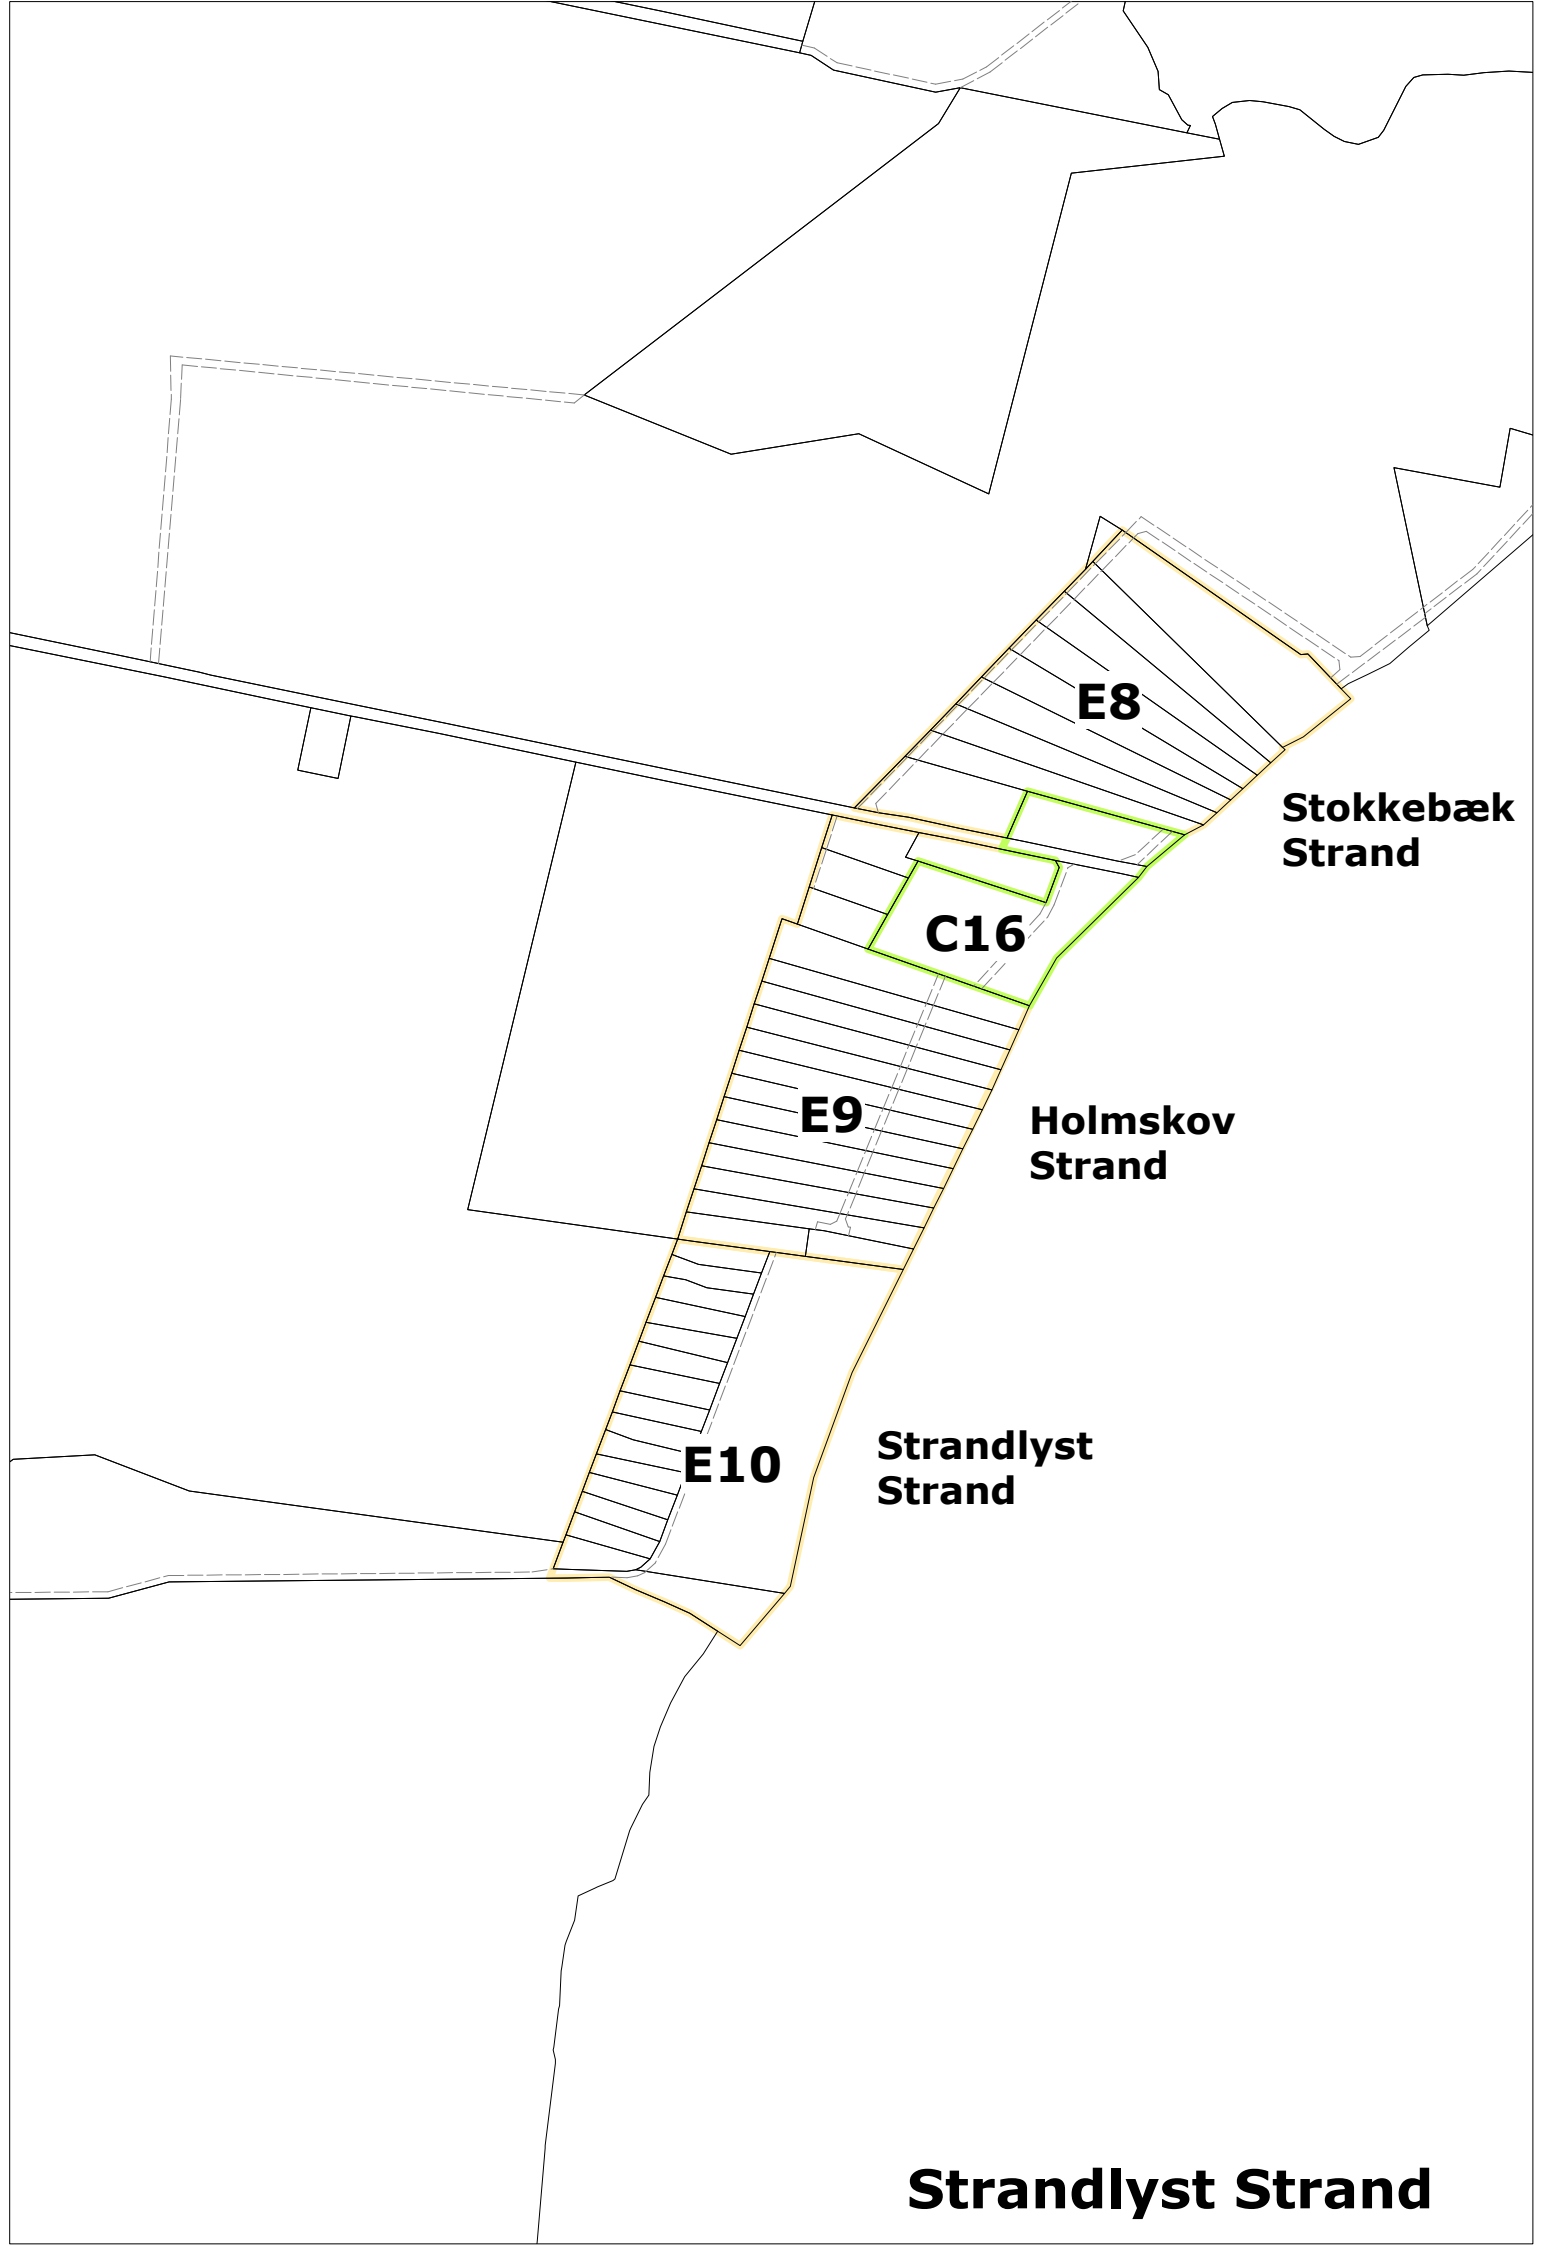 E8
Stokkebæk
Strand
C16
E9
Holmskov
Strand
E10
Strandlyst
Strand
Strandlyst Strand